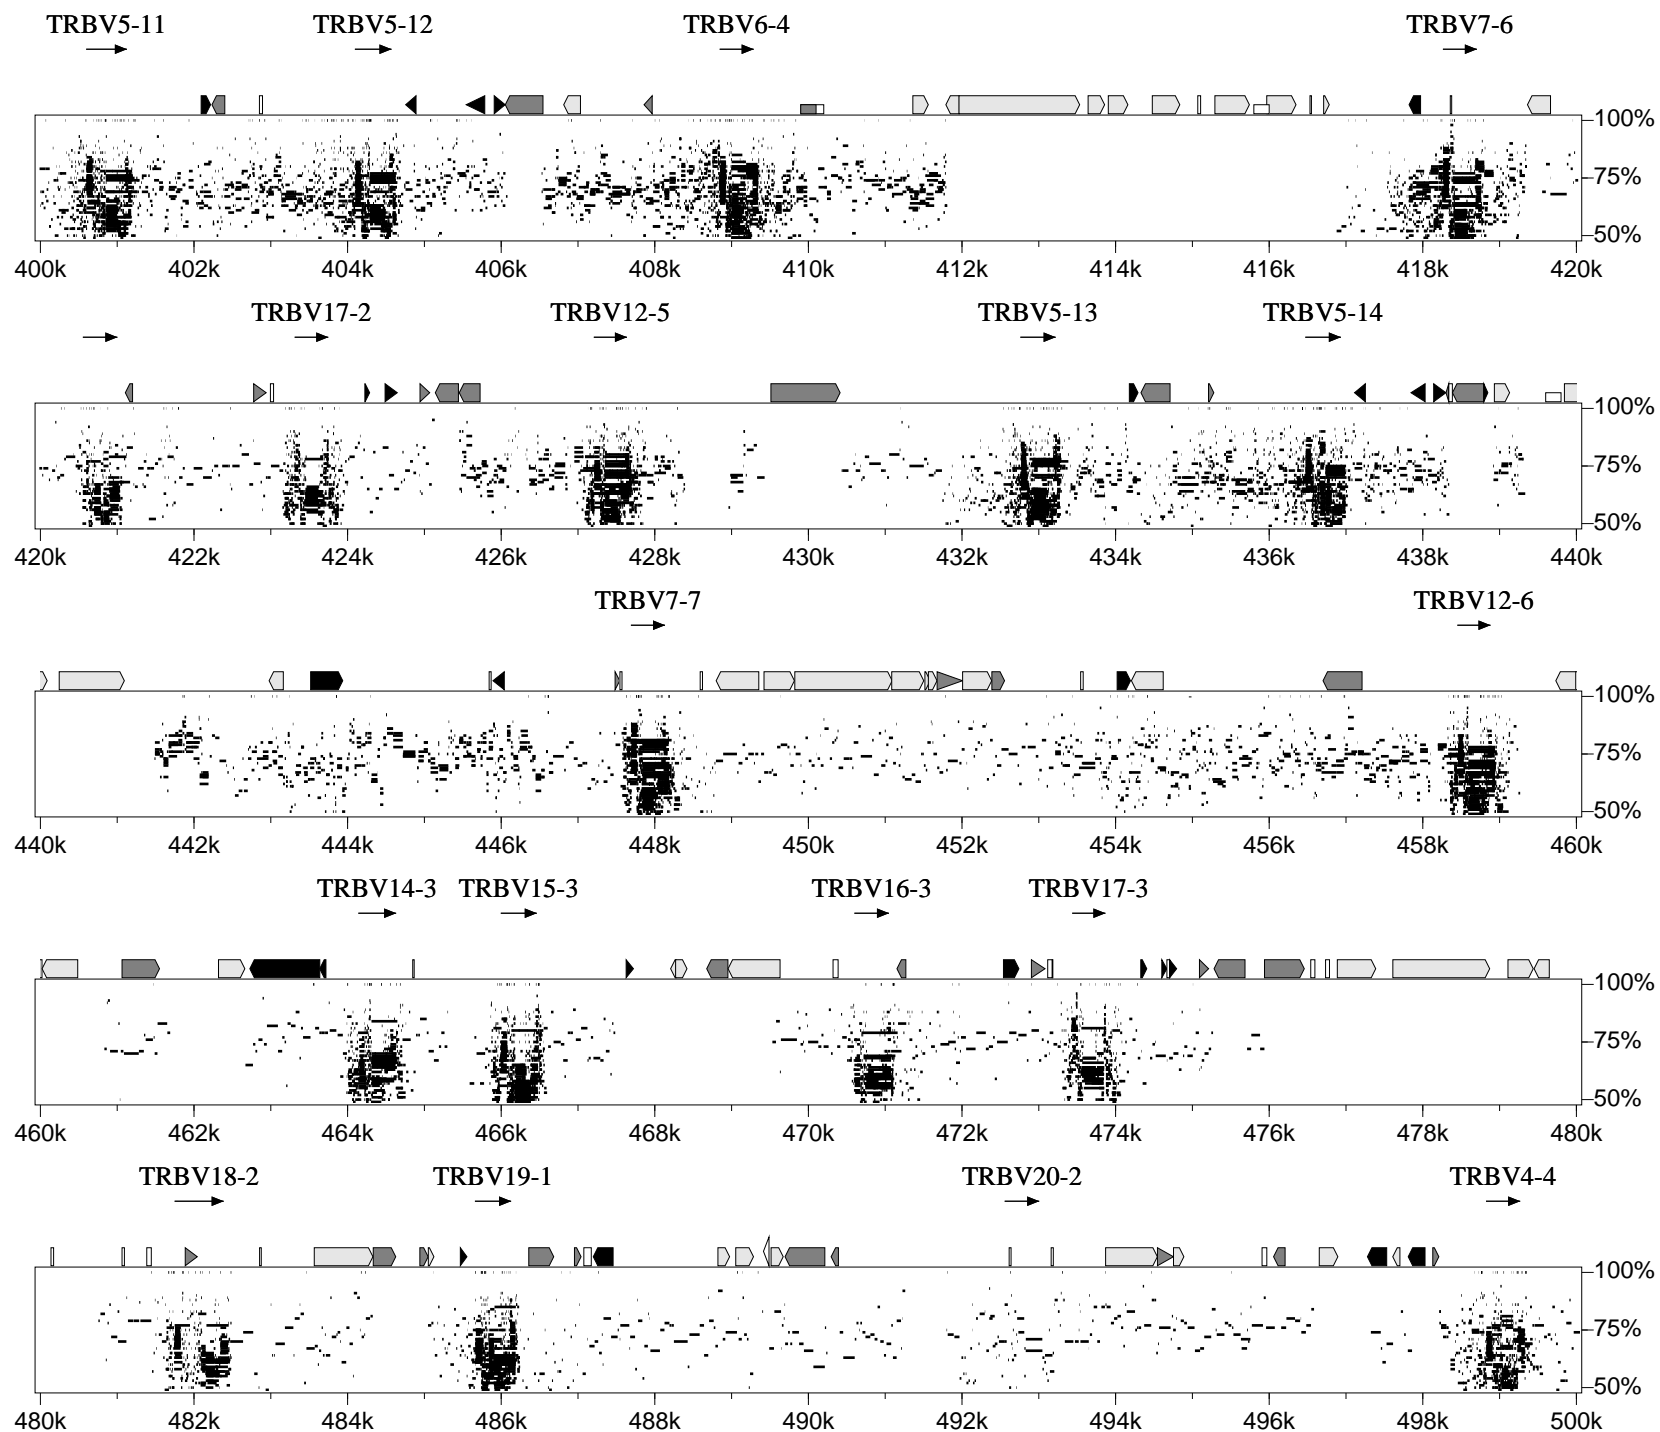 TRBV5-11 TRBV5-12 TRBV6-4 TRBV7-6
100%
75%
50%
400k 402k 404k 406k 408k 410k 412k 414k 416k 418k 420k
TRBV17-2 TRBV12-5 TRBV5-13 TRBV5-14
100%
75%
50%
420k 422k 424k 426k 428k 430k 432k 434k 436k 438k 440k
TRBV7-7 TRBV12-6
100%
75%
50%
440k 442k 444k 446k 448k 450k 452k 454k 456k 458k 460k
TRBV14-3 TRBV15-3 TRBV16-3 TRBV17-3
100%
75%
50%
460k 462k 464k 466k 468k 470k 472k 474k 476k 478k 480k
TRBV18-2 TRBV19-1 TRBV20-2 TRBV4-4
100%
75%
50%
480k 482k 484k 486k 488k 490k 492k 494k 496k 498k 500k